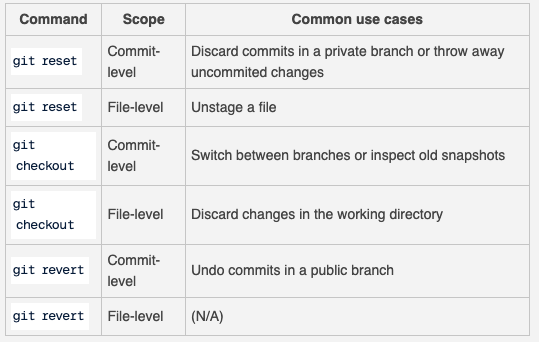 Command Scope Common use cases
git reset Commit-level Discard commits in a private branch or throw away uncommited changes
git reset File-level Unstage a file
git checkout Commit-level Switch between branches or inspect old snapshots
git checkout File-level Discard changes in the working directory
git revert Commit-level Undo commits in a public branch
git revert File-level (N/A)